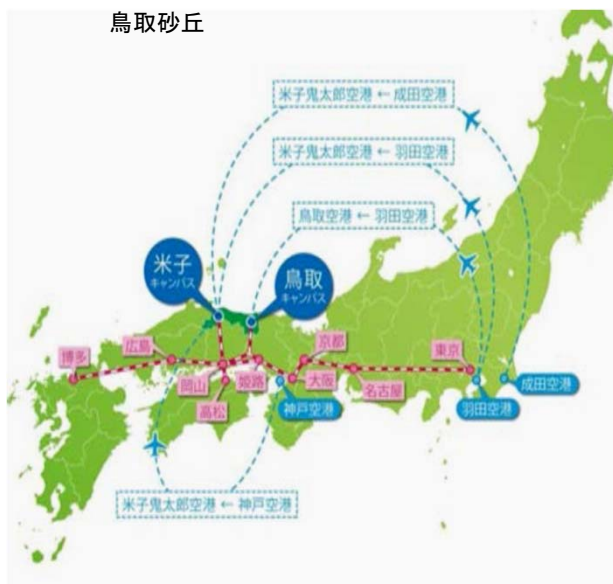 鳥取砂丘
米子鬼太郎空港 ← 成田空港
米子鬼太郎空港 ← 羽田空港
鳥取空港 ← 羽田空港
米子
キャンパス
鳥取
キャンパス
博多
広島
岡山
高松
姫路
神戸空港
大阪
京都
名古屋
東京
羽田空港
成田空港
米子鬼太郎空港 ← 神戸空港